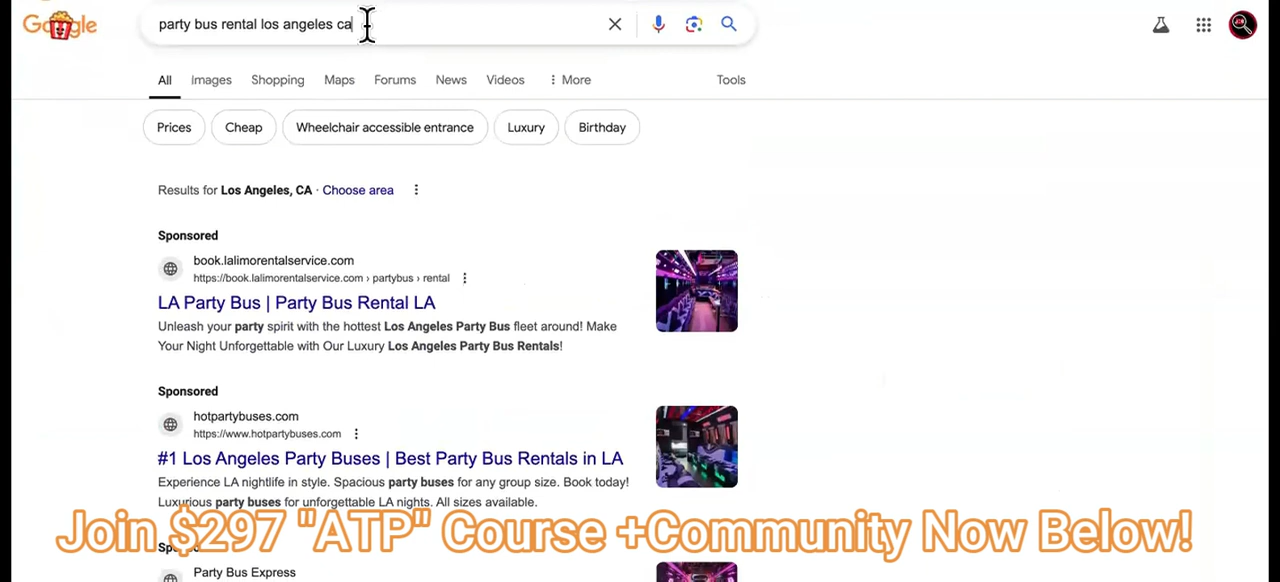 Google
party bus rental los angeles ca
All Images Shopping Maps Forums News Videos More Tools
Prices Cheap Wheelchair accessible entrance Luxury Birthday
Results for Los Angeles, CA · Choose area
Sponsored
book.lalimorentalservice.com
https://book.lalimorentalservice.com › partybus › rental
LA Party Bus | Party Bus Rental LA
Unleash your party spirit with the hottest Los Angeles Party Bus fleet around! Make
Your Night Unforgettable with Our Luxury Los Angeles Party Bus Rentals!
Sponsored
hotpartybuses.com
https://www.hotpartybuses.com
#1 Los Angeles Party Buses | Best Party Bus Rentals in LA
Experience LA nightlife in style. Spacious party buses for any group size. Book today!
Luxurious party buses for unforgettable LA nights. All sizes available.
Join $297 "ATP" Course +Community Now Below!
Party Bus Express